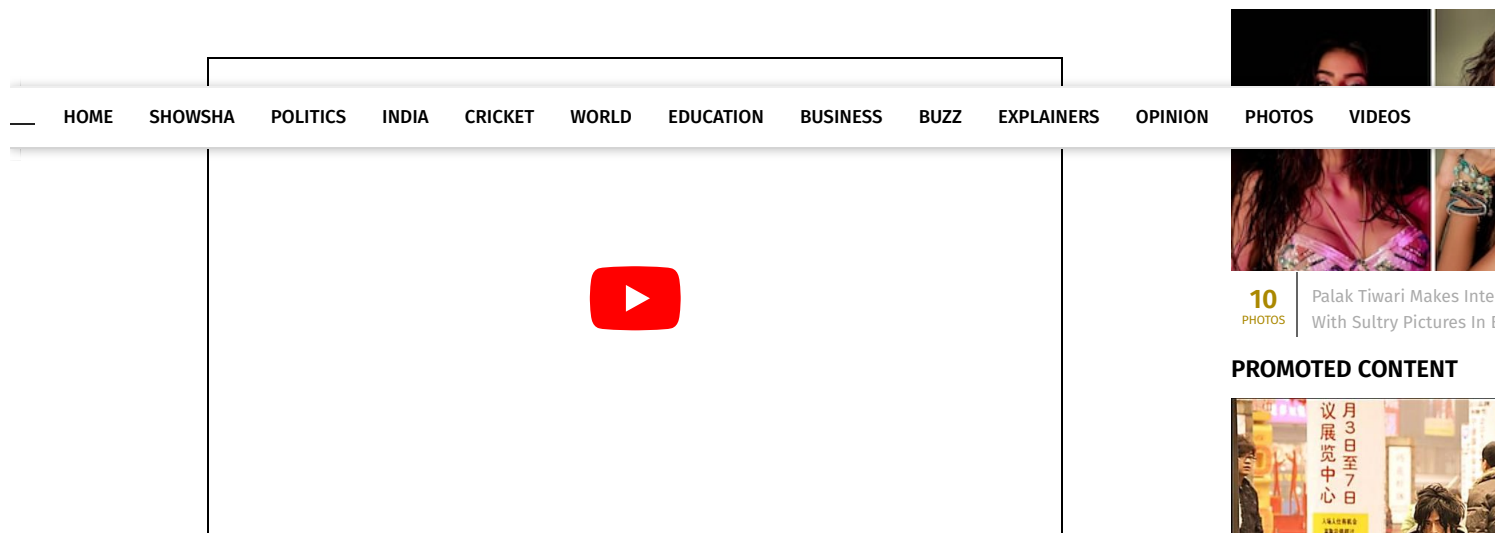 HOME SHOWSHA POLITICS INDIA CRICKET WORLD EDUCATION BUSINESS BUZZ EXPLAINERS OPINION PHOTOS VIDEOS
10
PHOTOS
Palak Tiwari Makes Inte
With Sultry Pictures In
PROMOTED CONTENT
月3日至7日
议展览中心